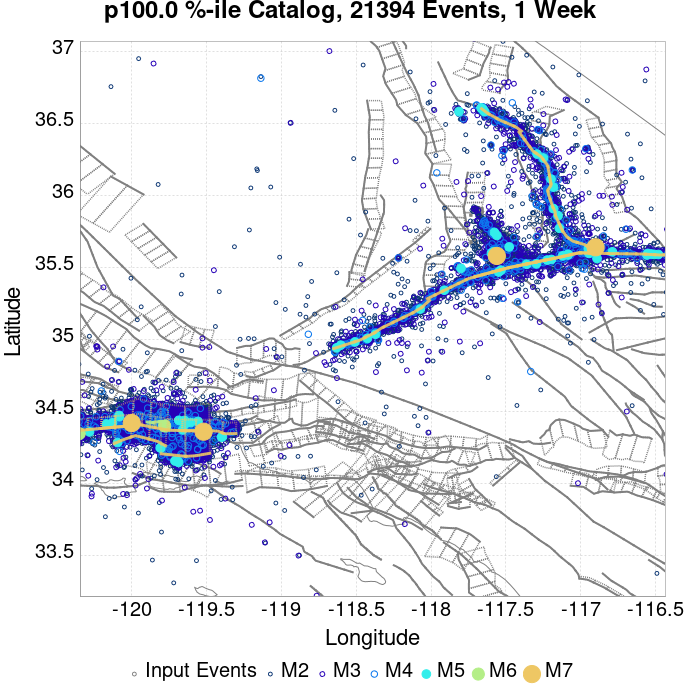 p100.0 %-ile Catalog, 21394 Events, 1 Week
37
36.5
36
35.5
35
34.5
34
33.5
Latitude
-120 -119.5 -119 -118.5 -118 -117.5 -117 -116.5
Longitude
Input Events M2 M3 M4 M5 M6 M7